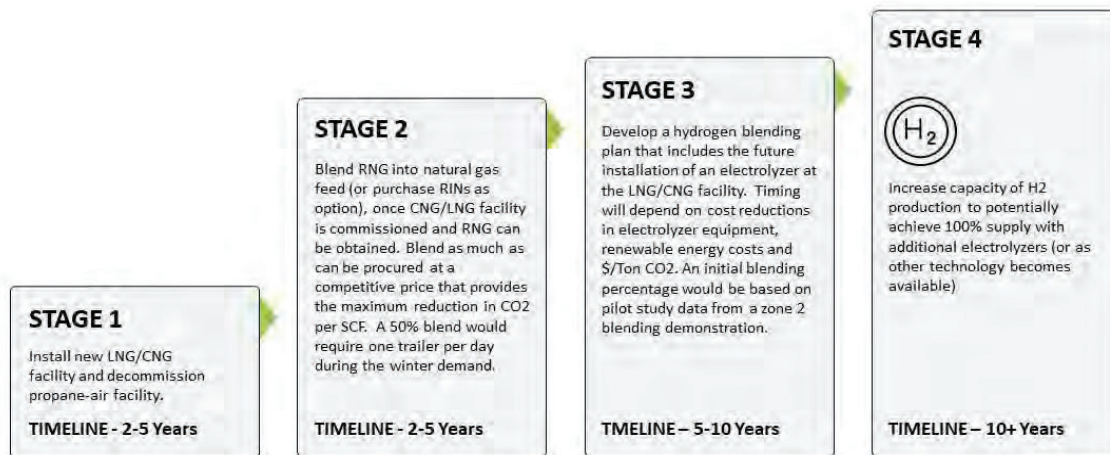 STAGE 1
Install new LNG/CNG
facility and decommission
propane-air facility.
TIMELINE - 2-5 Years
STAGE 2
Blend RNG into natural gas
feed (or purchase RINs as
option), once CNG/LNG facility
is commissioned and RNG can
be obtained. Blend as much as
can be procured at a
competitive price that provides
the maximum reduction in CO2
per SCF. A 50% blend would
require one trailer per day
during the winter demand.
TIMELINE - 2-5 Years
STAGE 3
Develop a hydrogen blending
plan that includes the future
installation of an electrolyzer at
the LNG/CNG facility. Timing
will depend on cost reductions
in electrolyzer equipment,
renewable energy costs and
$/Ton CO2. An initial blending
percentage would be based on
pilot study data from a zone 2
blending demonstration.
TMELINE – 5-10 Years
STAGE 4
H2
Increase capacity of H2
production to potentially
achieve 100% supply with
additional electrolyzers (or as
other technology becomes
available)
TIMELINE – 10+ Years